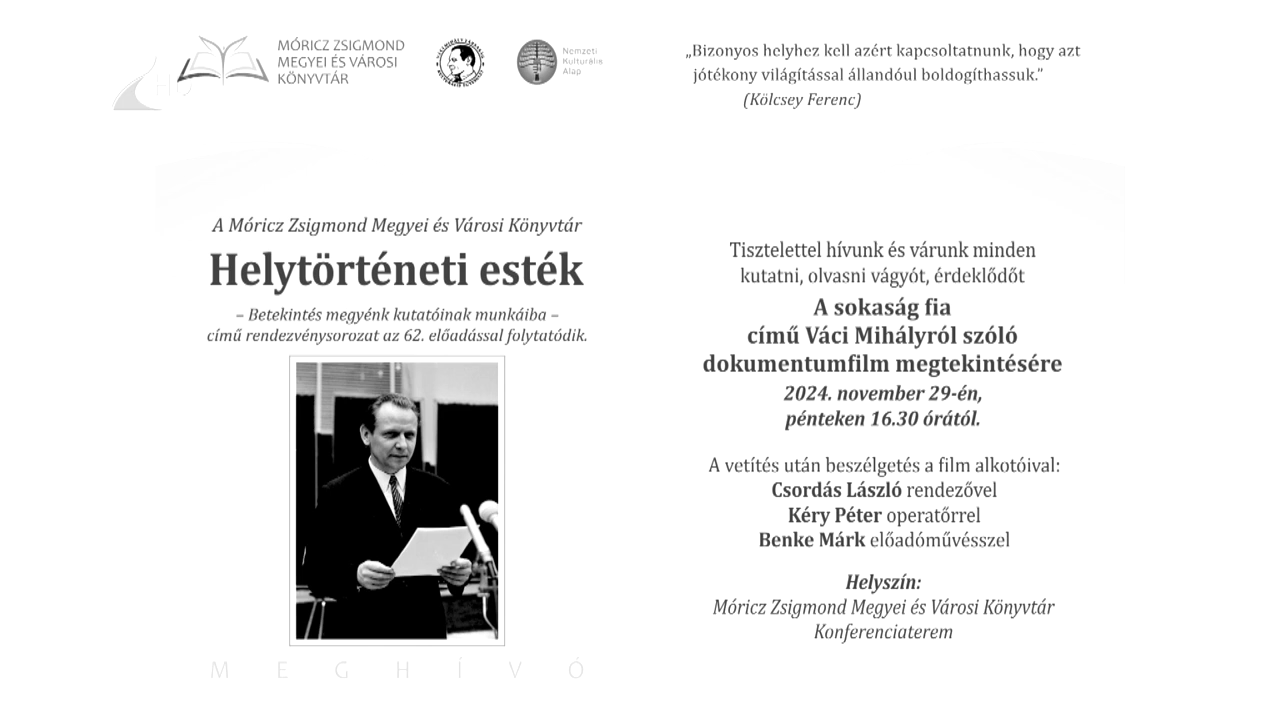 MÓRICZ ZSIGMOND
MEGYEI ÉS VÁROSI
KÖNYVTÁR
Nemzeti
Kulturális
Alap
„Bizonyos helyhez kell azért kapcsoltatnunk, hogy azt
jótékony világítással állandóul boldogíthassuk.”
(Kölcsey Ferenc)
A Móricz Zsigmond Megyei és Városi Könyvtár
Helytörténeti esték
– Betekintés megyénk kutatóinak munkáiba –
című rendezvénysorozat az 62. előadással folytatódik.
MEGHÍVÓ
Tisztelettel hívunk és várunk minden
kutatni, olvasni vágyót, érdeklődőt
A sokaság fia
című Váci Mihályról szóló
dokumentumfilm megtekintésére
2024. november 29-én,
pénteken 16.30 órától.
A vetítés után beszélgetés a film alkotóival:
Csordás László rendezővel
Kéry Péter operatőrrel
Benke Márk előadóművésszel
Helyszín:
Móricz Zsigmond Megyei és Városi Könyvtár
Konferenciaterem